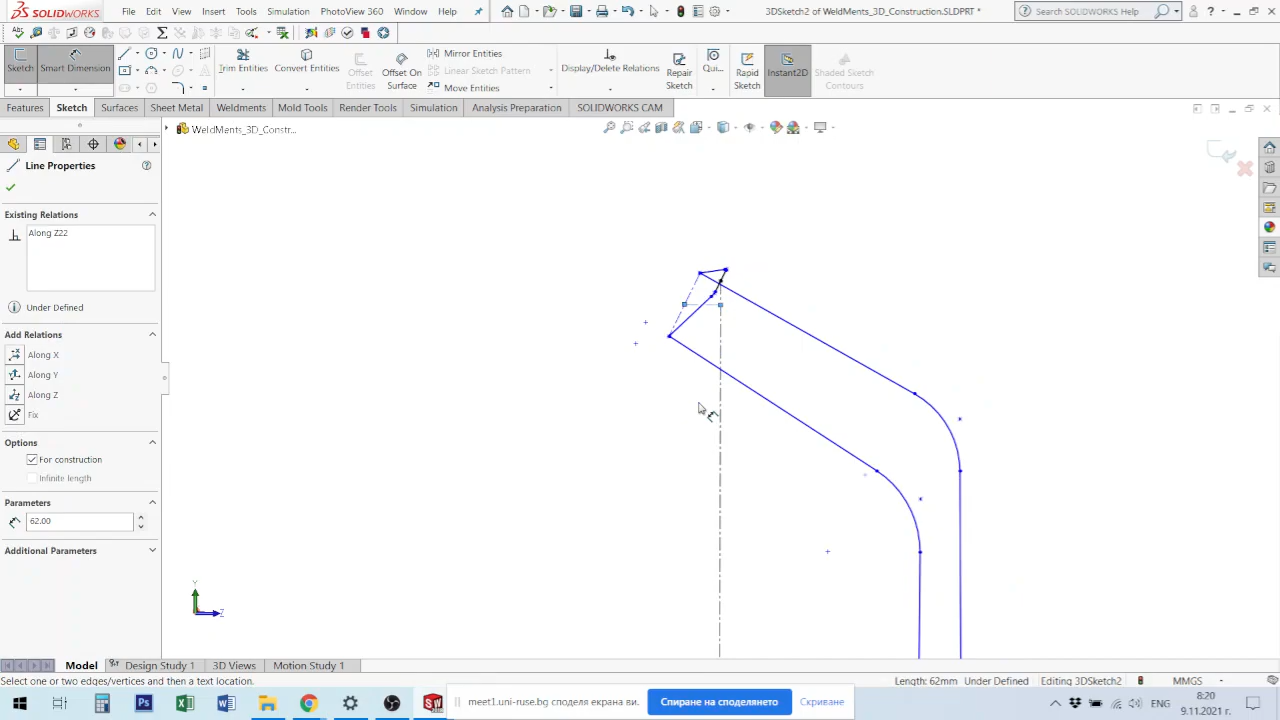 SOLIDWORKS File Edit View Insert Tools Simulation PhotoView 360 Window Help 3DSketch2 of WeldMents_3D_Construction.SLDPRT * Search SOLIDWORKS Help
Sketch Smart Dimension Trim Entities Convert Entities Offset Entities Offset On Surface Mirror Entities Linear Sketch Pattern Move Entities Display/Delete Relations Repair Sketch Qui... Rapid Sketch Instant2D Shaded Sketch Contours
Features Sketch Surfaces Sheet Metal Weldments Mold Tools Render Tools Simulation Analysis Preparation SOLIDWORKS CAM
WeldMents_3D_Constr...
Line Properties
Existing Relations
Along Z22
Under Defined
Add Relations
Along X
Along Y
Along Z
Fix
Options
For construction
Infinite length
Parameters
62.00
Additional Parameters
Y
Z
Model Design Study 1 3D Views Motion Study 1
Select one or two edges/vertices and then a text location. Length: 62mm Under Defined Editing 3DSketch2 MMGS
meet1.uni-ruse.bg споделя екрана ви. Спиране на споделянето Скриване
8:20
9.11.2021 г.